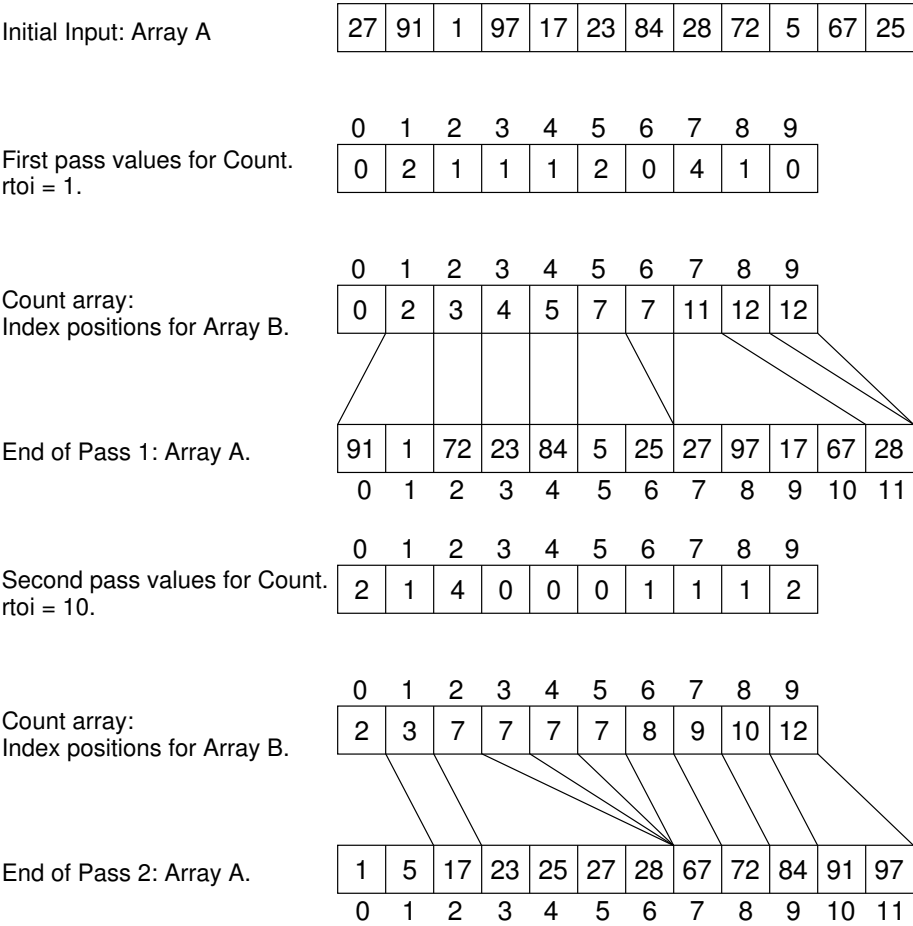 Initial Input: Array A 27 91 1 97 17 23 84 28 72 5 67 25
0 1 2 3 4 5 6 7 8 9
First pass values for Count.
rtoi = 1.
0 2 1 1 1 2 0 4 1 0
0 1 2 3 4 5 6 7 8 9
Count array:
Index positions for Array B.
0 2 3 4 5 7 7 11 12 12
End of Pass 1: Array A. 91 1 72 23 84 5 25 27 97 17 67 28
0 1 2 3 4 5 6 7 8 9 10 11
0 1 2 3 4 5 6 7 8 9
Second pass values for Count.
rtoi = 10.
2 1 4 0 0 0 1 1 1 2
0 1 2 3 4 5 6 7 8 9
Count array:
Index positions for Array B.
2 3 7 7 7 7 8 9 10 12
End of Pass 2: Array A. 1 5 17 23 25 27 28 67 72 84 91 97
0 1 2 3 4 5 6 7 8 9 10 11